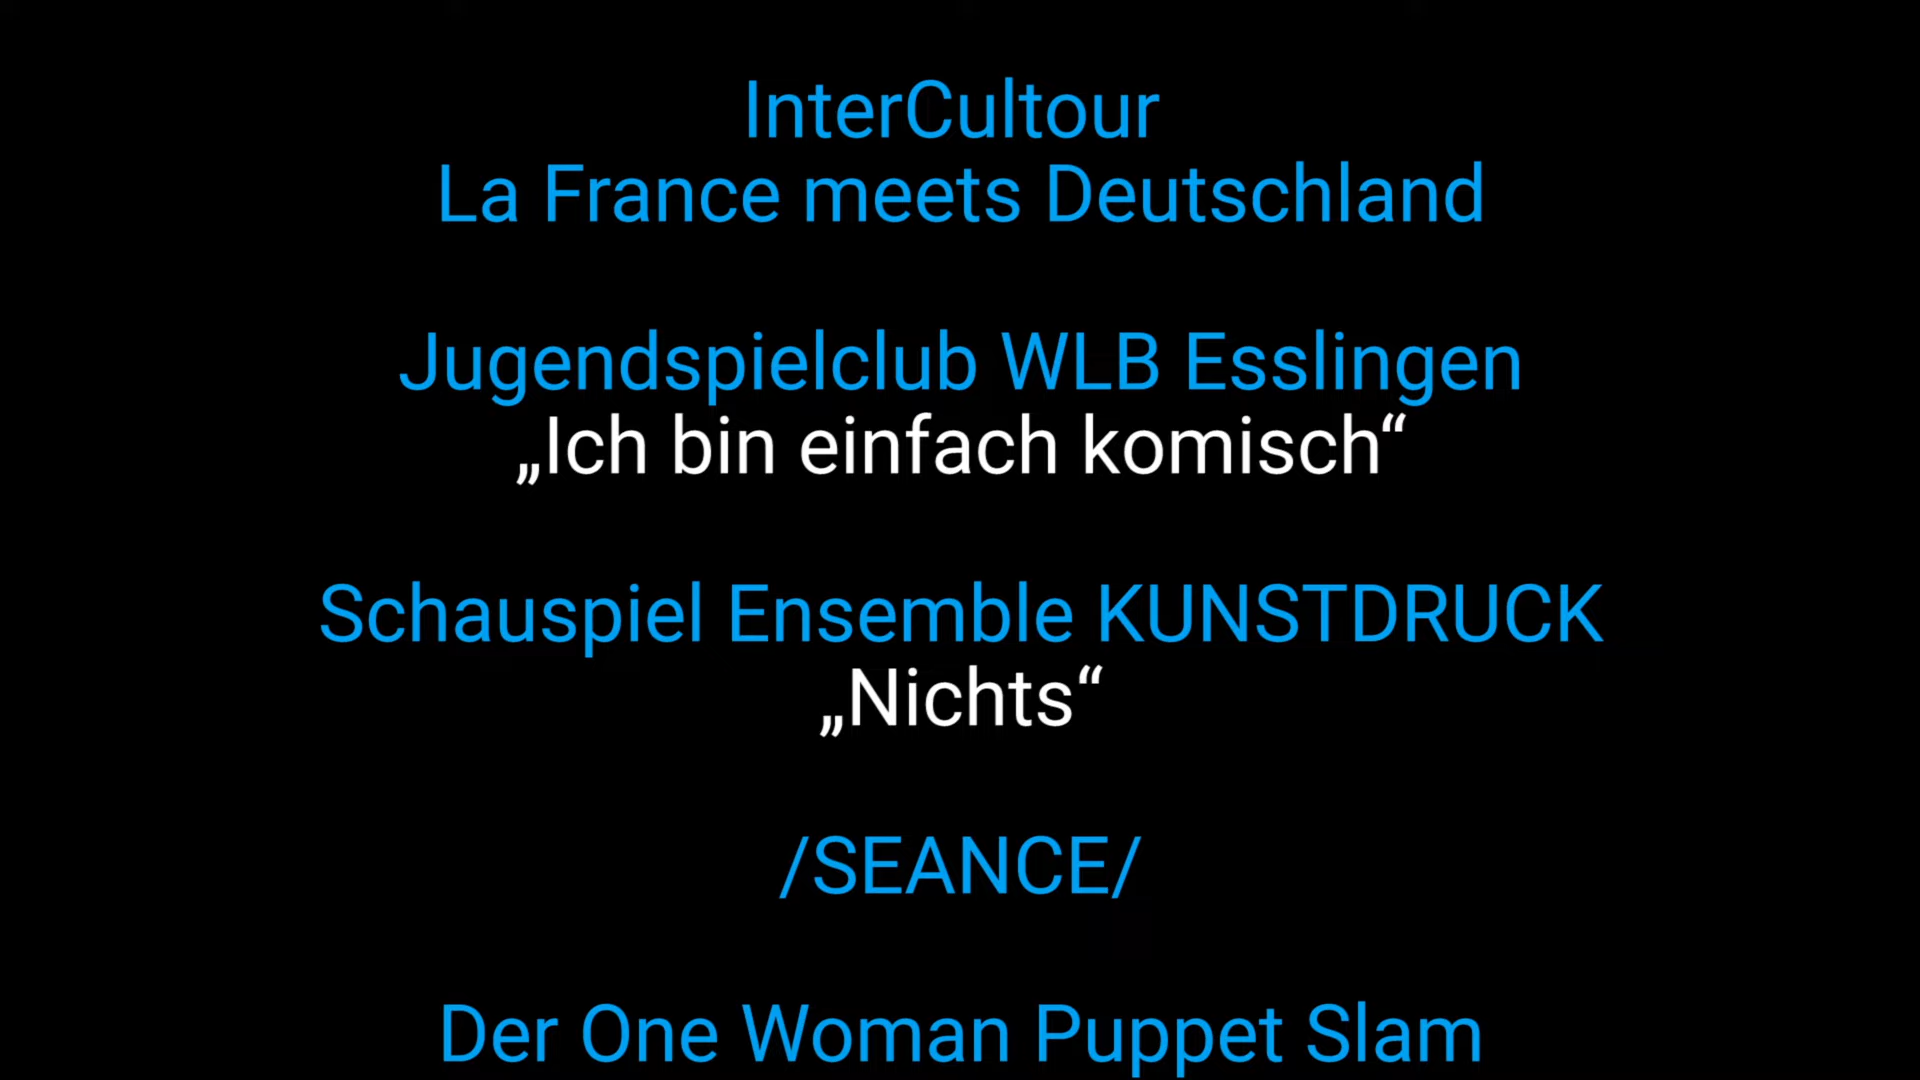 InterCultour
La France meets Deutschland
Jugendspielclub WLB Esslingen
„Ich bin einfach komisch“
Schauspiel Ensemble KUNSTDRUCK
„Nichts“
/SEANCE/
Der One Woman Puppet Slam